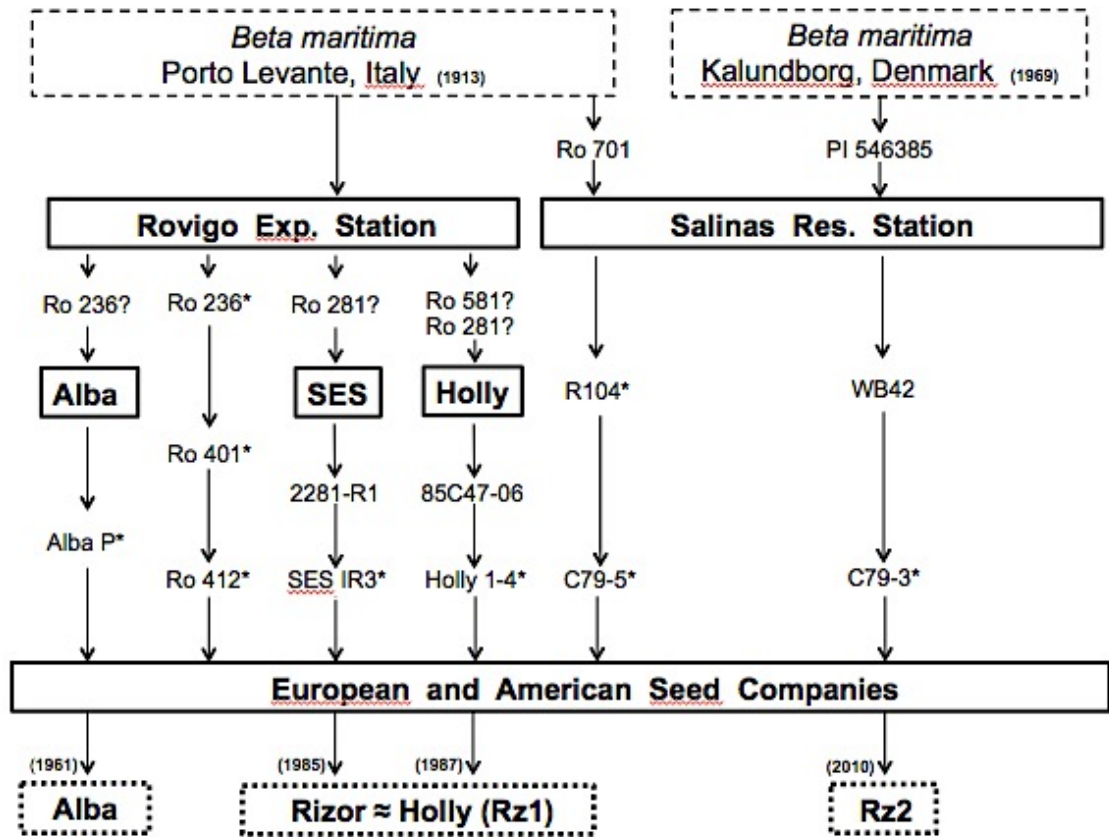 Beta maritima
Porto Levante, Italy (1913)
Beta maritima
Kalundborg, Denmark (1969)
Ro 701
PI 546385
Rovigo Exp. Station
Salinas Res. Station
Ro 236?
Ro 236*
Ro 281?
Ro 581?
Ro 281?
Alba
SES
Holly
R104*
WB42
Ro 401*
2281-R1
85C47-06
Alba P*
Ro 412*
SES IR3*
Holly 1-4*
C79-5*
C79-3*
European and American Seed Companies
(1961)
(1985)
(1987)
(2010)
Alba
Rizor ≈ Holly (Rz1)
Rz2